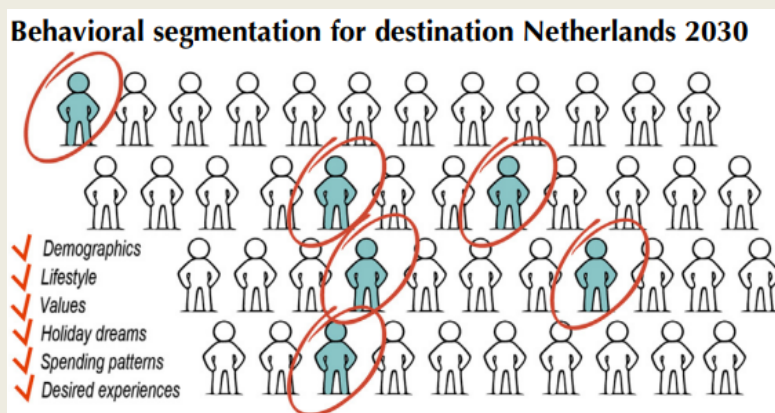 Behavioral segmentation for destination Netherlands 2030
Demographics
Lifestyle
Values
Holiday dreams
Spending patterns
Desired experiences